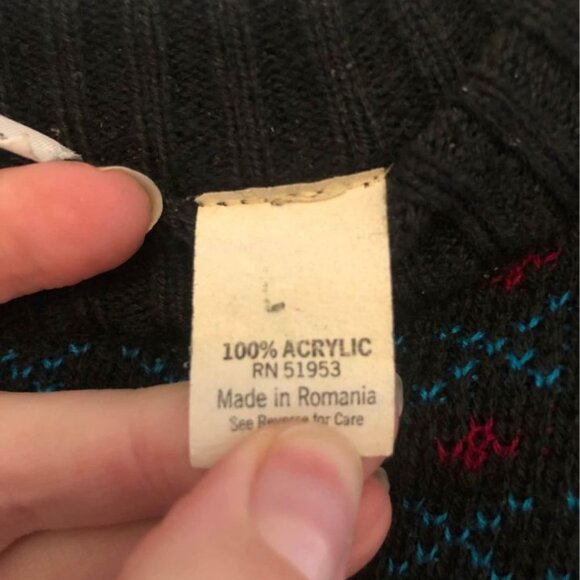 L
100% ACRYLIC
RN 51953
Made in Romania
See Reverse for Care